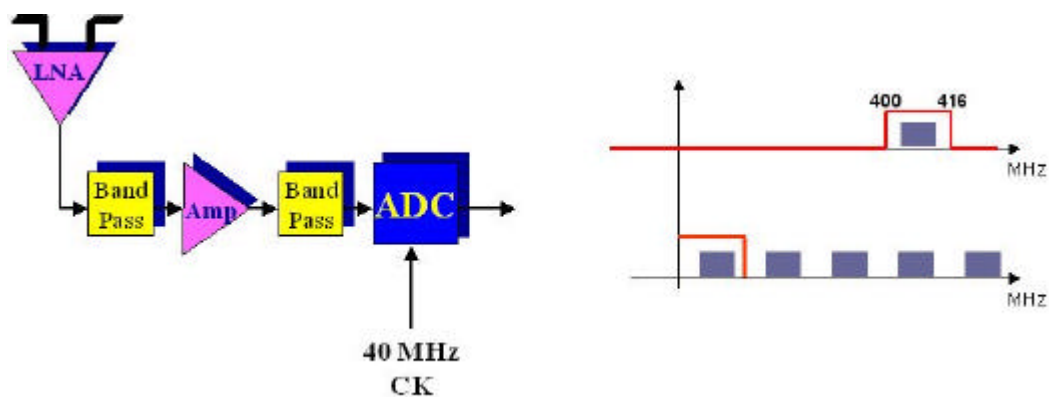 LNA
Band
Pass
Amp
Band
Pass
ADC
40 MHz
CK
400 416
MHz
MHz